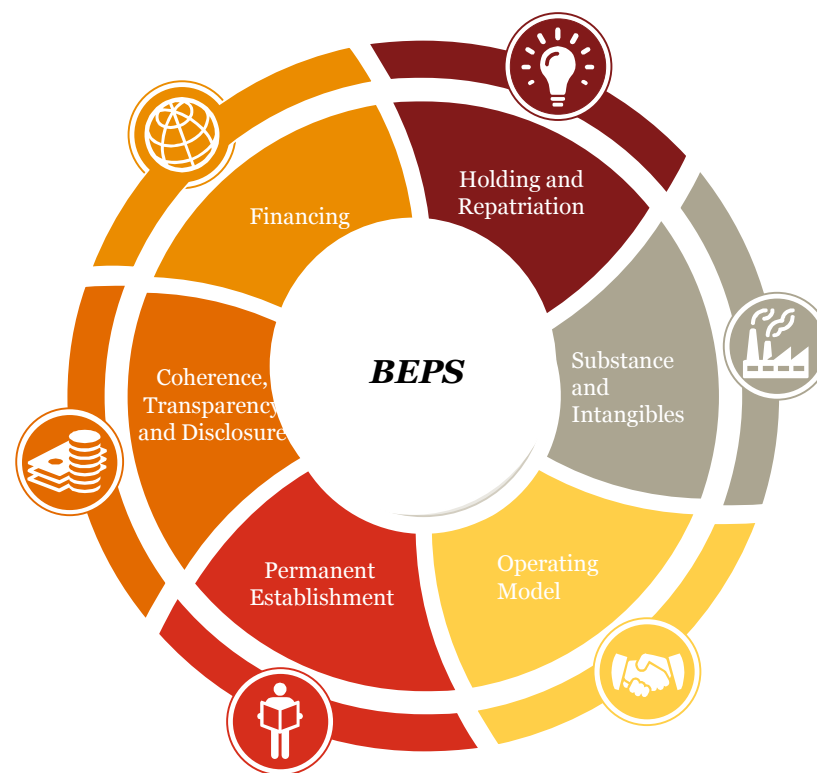 Holding and
Repatriation
Financing
BEPS
Substance
and
Intangibles
Coherence,
Transparency
and Disclosure
Permanent
Establishment
Operating
Model